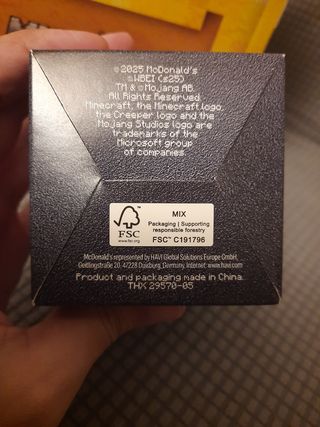 © 2025 McDonald's
© WBEI (s25)
TM & © Mojang AB.
All Rights Reserved
Minecraft, the Minecraft logo,
the Creeper logo and the
Mojang Studios logo are
trademarks of the
Microsoft group
of companies.
FSC
www.fsc.org
MIX
Packaging | Supporting
responsible forestry
FSC™ C191796
McDonald's represented by HAVI Global Solutions Europe GmbH,
Geitlingstraße 20, 47228 Duisburg, Germany, Internet: www.havi.com
Product and packaging made in China.
THX 29570-05